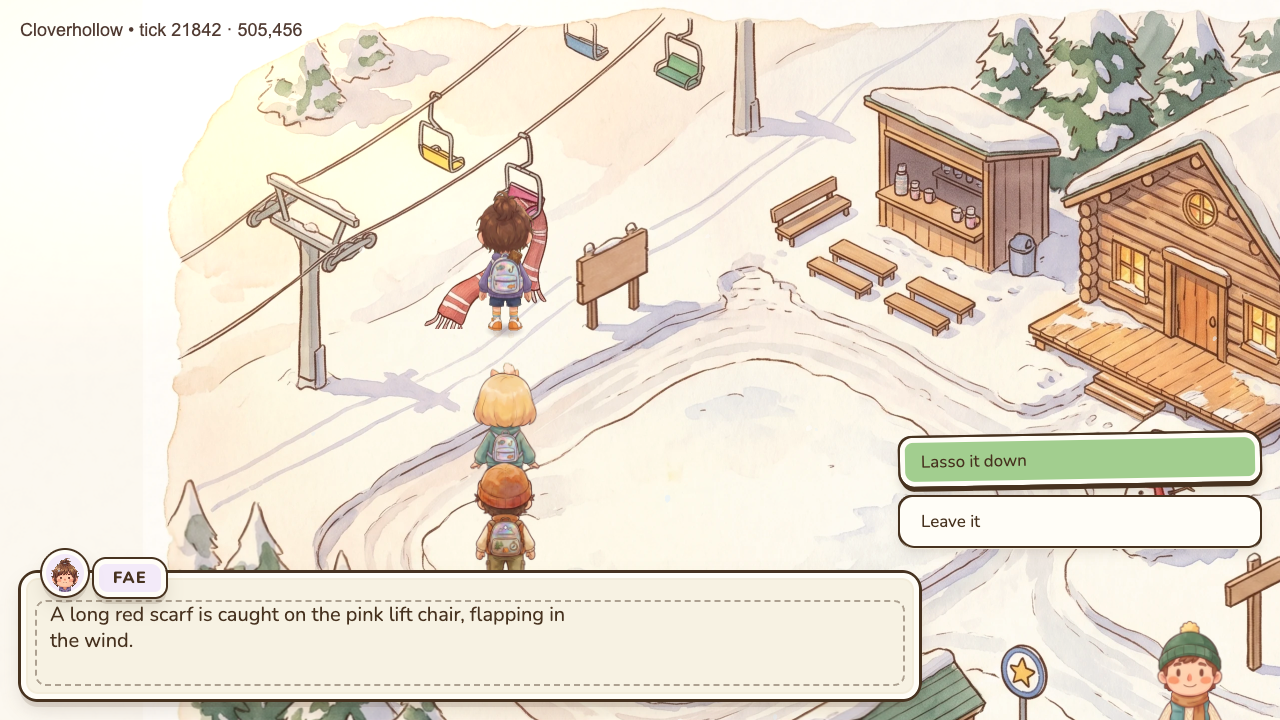 Cloverhollow • tick 21842 · 505,456
Lasso it down
Leave it
FAE
A long red scarf is caught on the pink lift chair, flapping in
the wind.